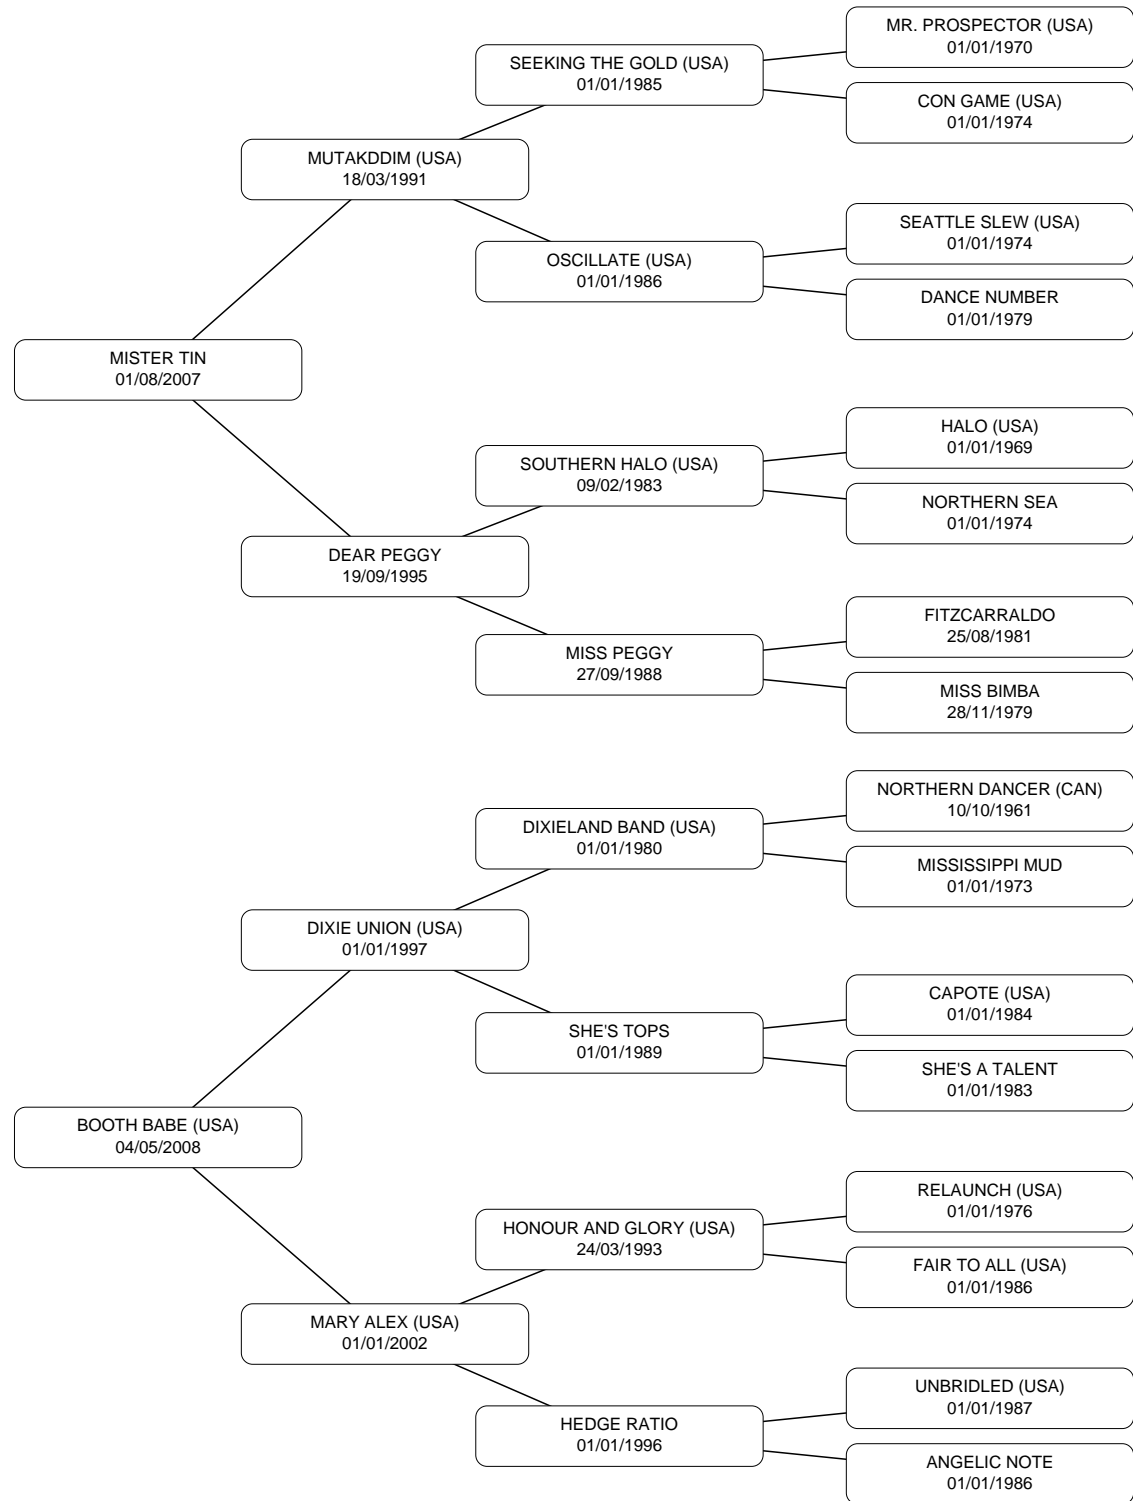 MR. PROSPECTOR (USA)
01/01/1970
SEEKING THE GOLD (USA)
01/01/1985
CON GAME (USA)
01/01/1974
MUTAKDDIM (USA)
18/03/1991
SEATTLE SLEW (USA)
01/01/1974
OSCILLATE (USA)
01/01/1986
DANCE NUMBER
01/01/1979
MISTER TIN
01/08/2007
HALO (USA)
01/01/1969
SOUTHERN HALO (USA)
09/02/1983
NORTHERN SEA
01/01/1974
DEAR PEGGY
19/09/1995
FITZCARRALDO
25/08/1981
MISS PEGGY
27/09/1988
MISS BIMBA
28/11/1979
NORTHERN DANCER (CAN)
10/10/1961
DIXIELAND BAND (USA)
01/01/1980
MISSISSIPPI MUD
01/01/1973
DIXIE UNION (USA)
01/01/1997
CAPOTE (USA)
01/01/1984
SHE'S TOPS
01/01/1989
SHE'S A TALENT
01/01/1983
BOOTH BABE (USA)
04/05/2008
RELAUNCH (USA)
01/01/1976
HONOUR AND GLORY (USA)
24/03/1993
FAIR TO ALL (USA)
01/01/1986
MARY ALEX (USA)
01/01/2002
UNBRIDLED (USA)
01/01/1987
HEDGE RATIO
01/01/1996
ANGELIC NOTE
01/01/1986